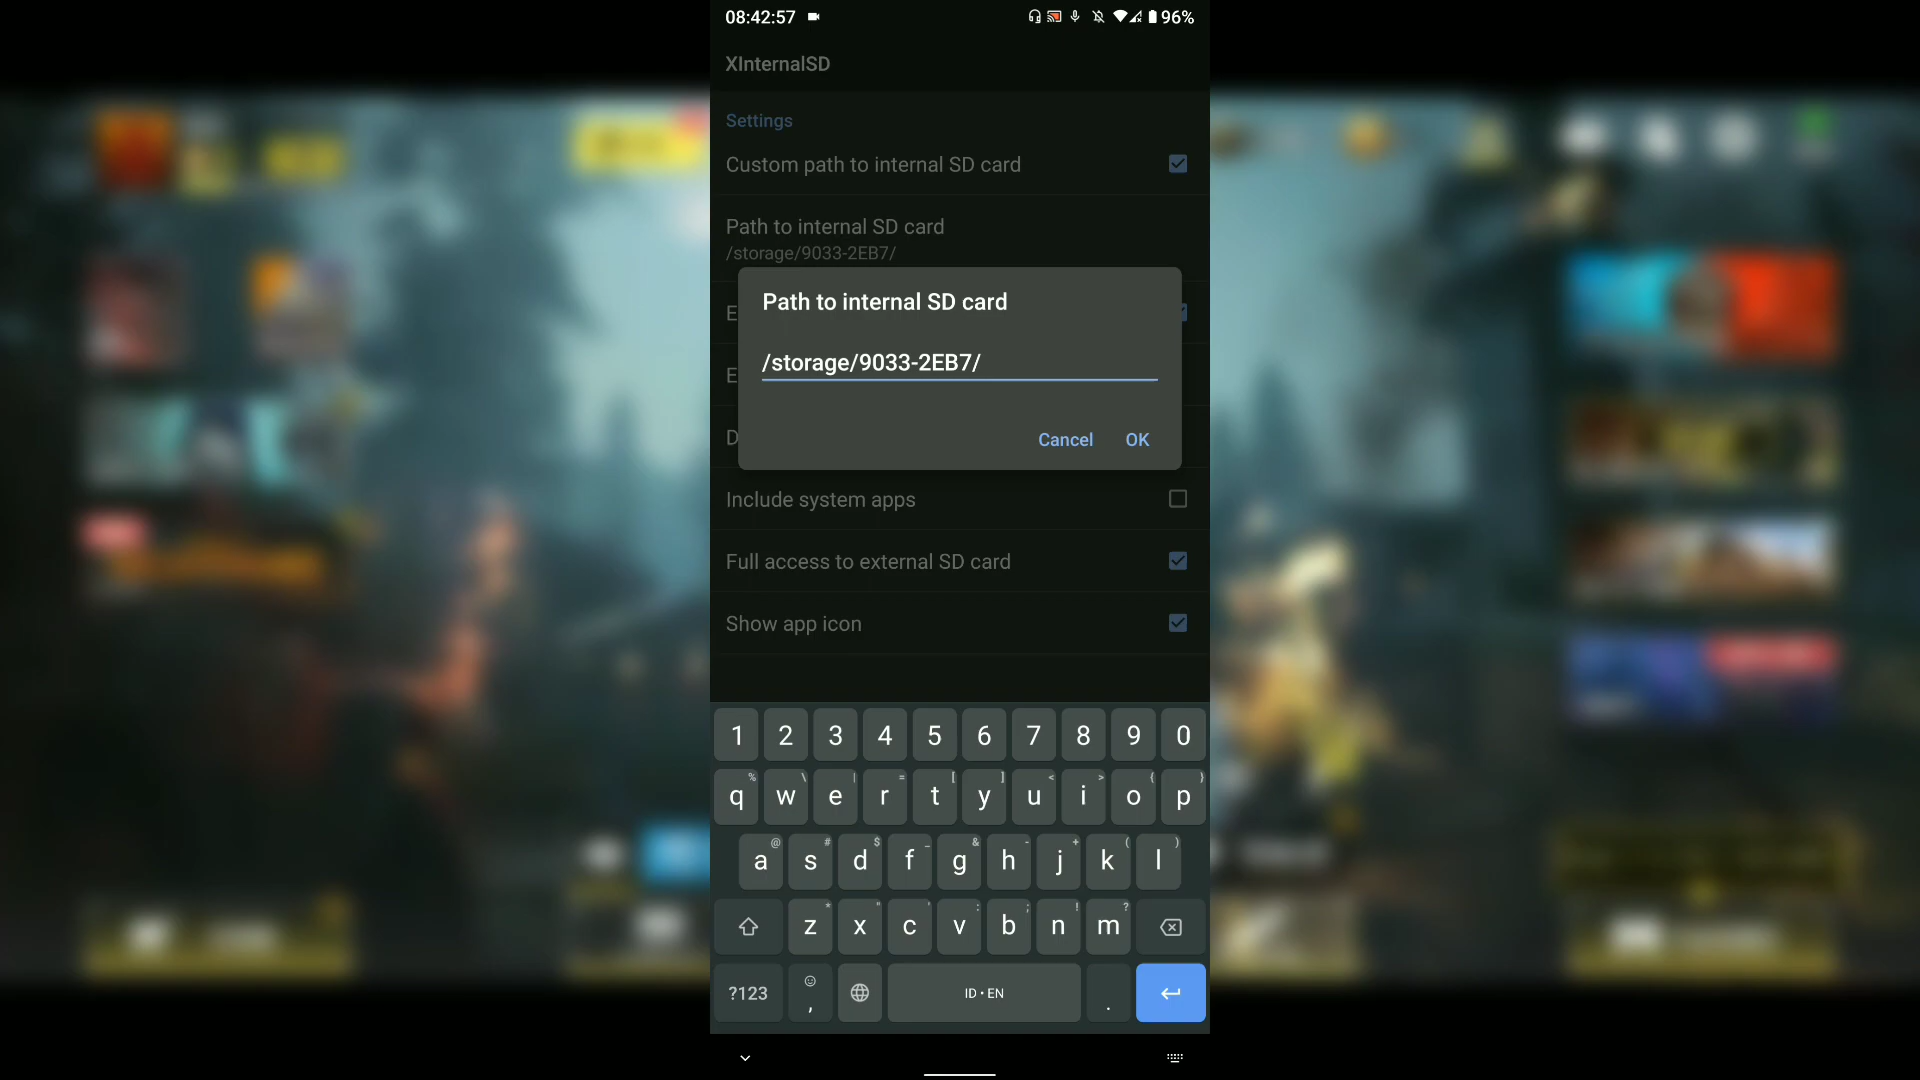 08:42:57 96%
XInternalSD
Settings
Custom path to internal SD card
Path to internal SD card
/storage/9033-2EB7/
E
Path to internal SD card
/storage/9033-2EB7/
E
Cancel OK
D
Include system apps
Full access to external SD card
Show app icon
1 2 3 4 5 6 7 8 9 0
% \ | = [ ] < > { }
q w e r t y u i o p
@ # $ _ & - + ( )
a s d f g h j k l
* " ' : ; ! ?
z x c v b n m
?123 , ID • EN .